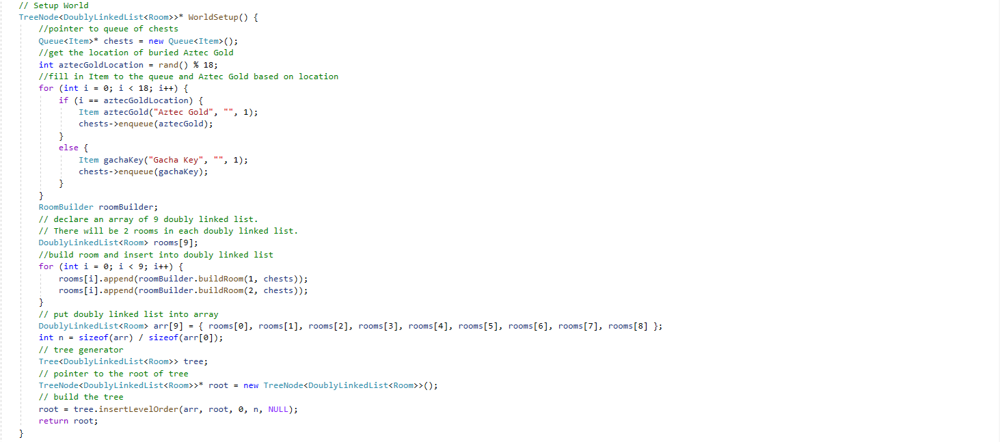 // Setup World
TreeNode<DoublyLinkedList<Room>>* WorldSetup() {
//pointer to queue of chests
Queue<Item>* chests = new Queue<Item>();
//get the location of buried Aztec Gold
int aztecGoldLocation = rand() % 18;
//fill in Item to the queue and Aztec Gold based on location
for (int i = 0; i < 18; i++) {
if (i == aztecGoldLocation) {
Item aztecGold("Aztec Gold", "", 1);
chests->enqueue(aztecGold);
}
else {
Item gachaKey("Gacha Key", "", 1);
chests->enqueue(gachaKey);
}
}
RoomBuilder roomBuilder;
// declare an array of 9 doubly linked list.
// There will be 2 rooms in each doubly linked list.
DoublyLinkedList<Room> rooms[9];
//build room and insert into doubly linked list
for (int i = 0; i < 9; i++) {
rooms[i].append(roomBuilder.buildRoom(1, chests));
rooms[i].append(roomBuilder.buildRoom(2, chests));
}
// put doubly linked list into array
DoublyLinkedList<Room> arr[9] = { rooms[0], rooms[1], rooms[2], rooms[3], rooms[4], rooms[5], rooms[6], rooms[7], rooms[8] };
int n = sizeof(arr) / sizeof(arr[0]);
// tree generator
Tree<DoublyLinkedList<Room>> tree;
// pointer to the root of tree
TreeNode<DoublyLinkedList<Room>>* root = new TreeNode<DoublyLinkedList<Room>>();
// build the tree
root = tree.insertLevelOrder(arr, root, 0, n, NULL);
return root;
}